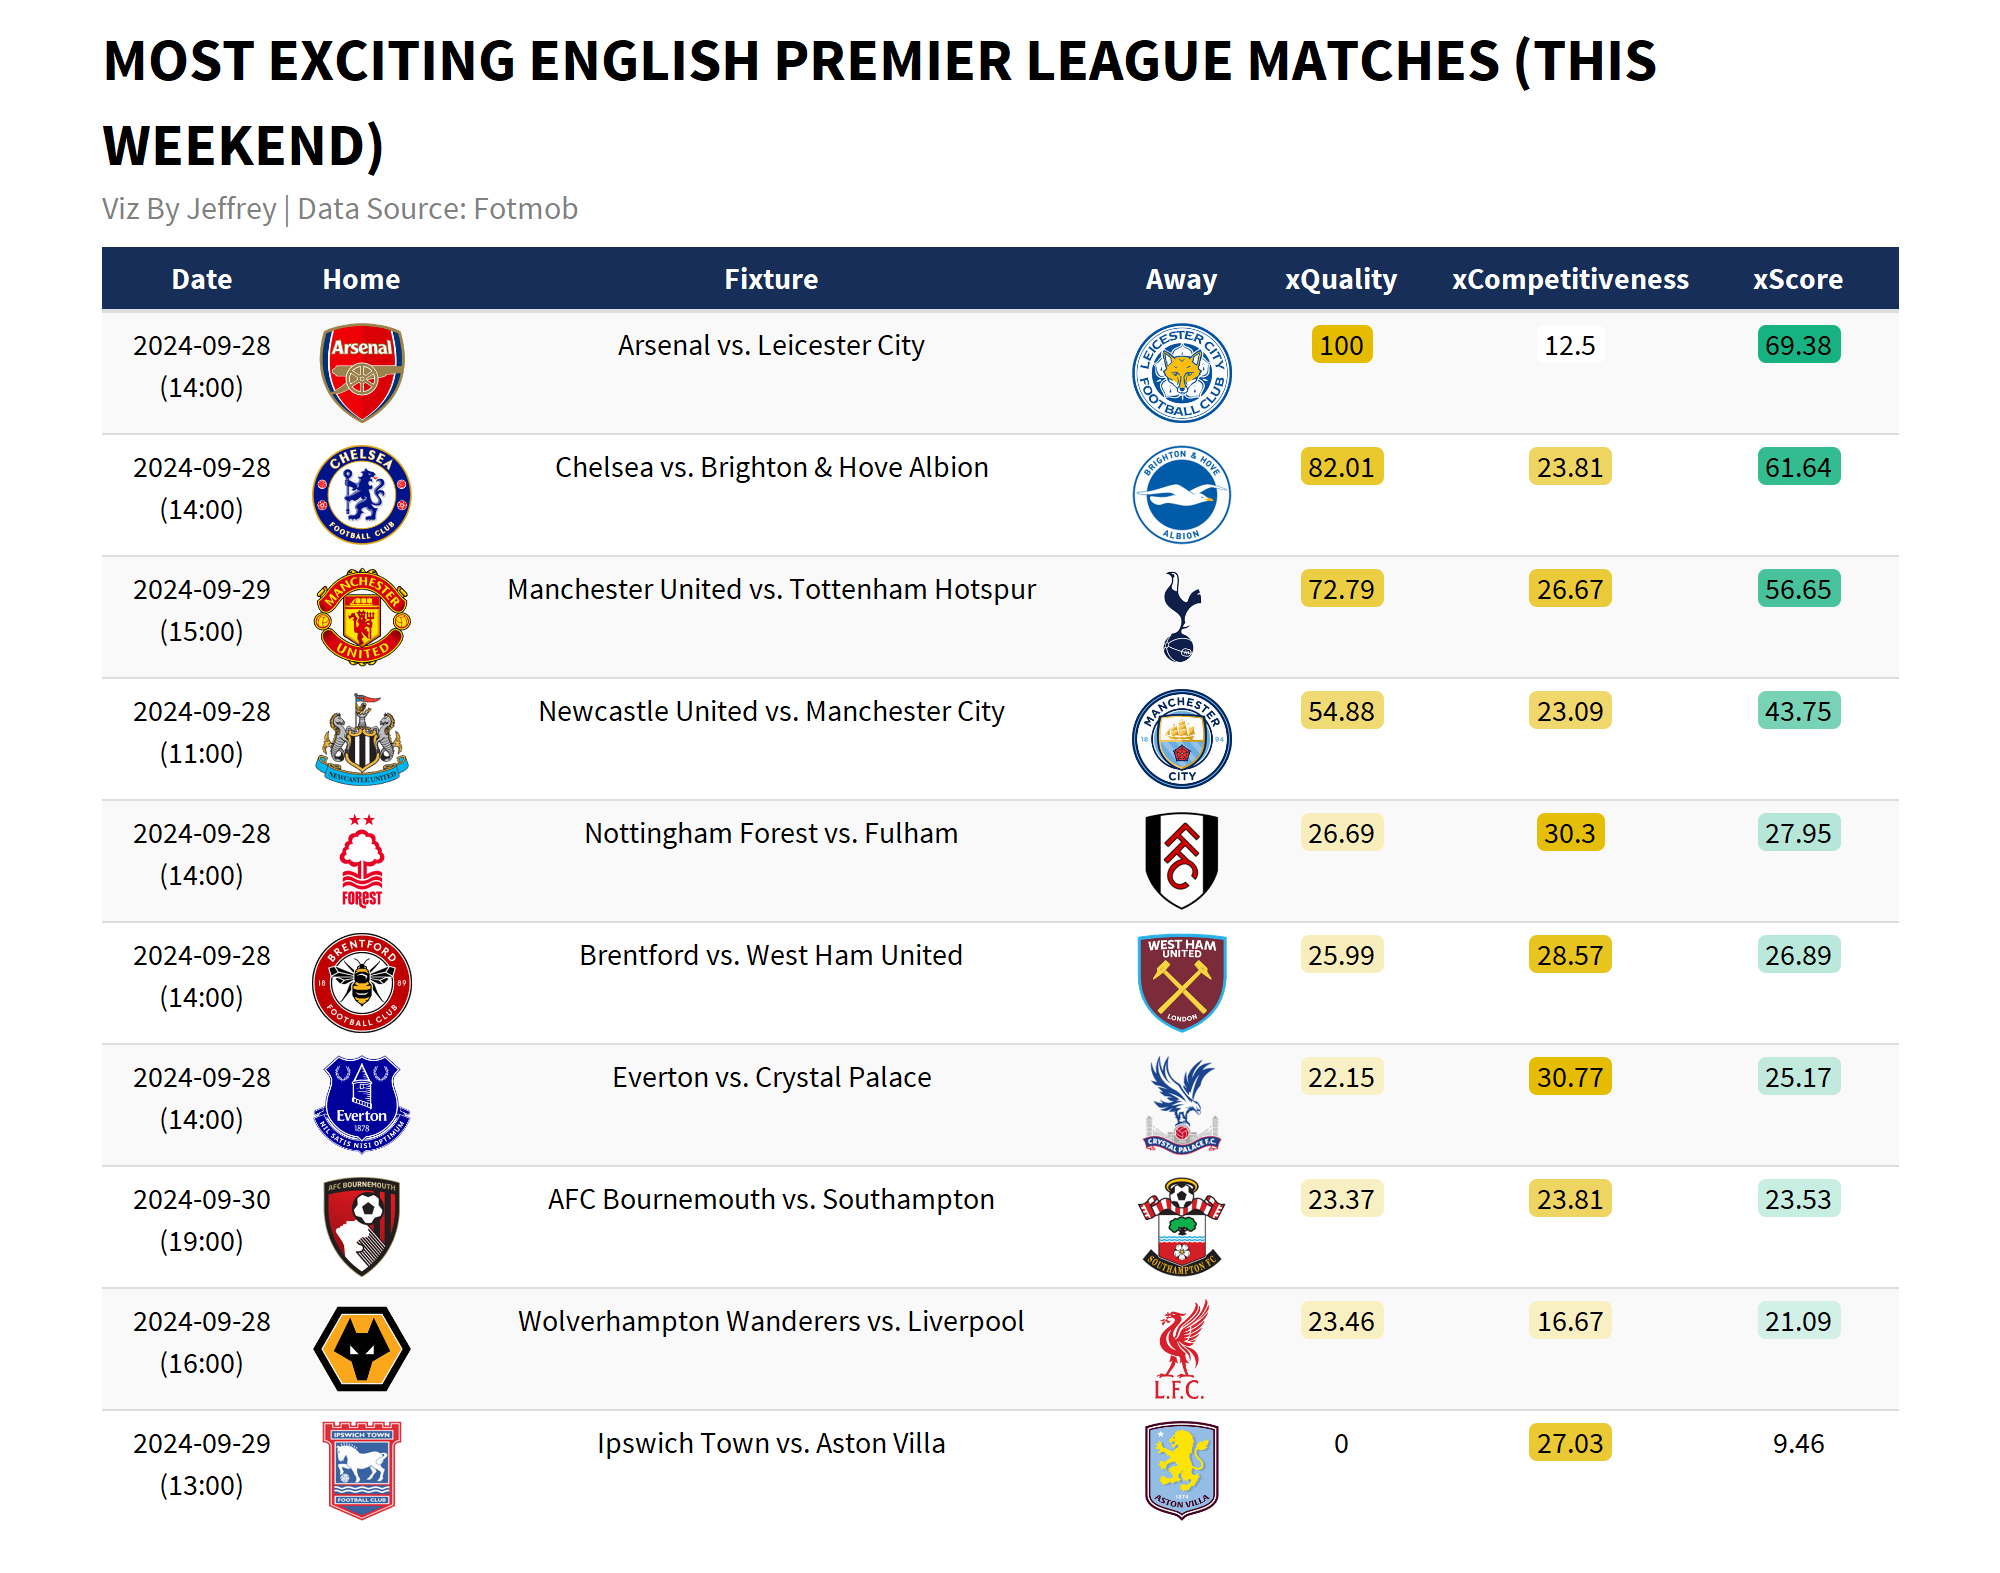 MOST EXCITING ENGLISH PREMIER LEAGUE MATCHES (THIS
WEEKEND)
Viz By Jeffrey | Data Source: Fotmob
Date Home Fixture Away xQuality xCompetitiveness xScore
2024-09-28 Arsenal Arsenal vs. Leicester City LEICESTER CITY FOOTBALL CLUB 100 12.5 69.38
(14:00)
2024-09-28 CHELSEA FOOTBALL CLUB Chelsea vs. Brighton & Hove Albion BRIGHTON & HOVE ALBION 82.01 23.81 61.64
(14:00)
2024-09-29 MANCHESTER UNITED Manchester United vs. Tottenham Hotspur 72.79 26.67 56.65
(15:00)
2024-09-28 NEWCASTLE UNITED Newcastle United vs. Manchester City MANCHESTER 18 94 CITY 54.88 23.09 43.75
(11:00)
2024-09-28 FOREST Nottingham Forest vs. Fulham FFC 26.69 30.3 27.95
(14:00)
2024-09-28 BRENTFORD 18 89 FOOTBALL CLUB Brentford vs. West Ham United WEST HAM UNITED LONDON 25.99 28.57 26.89
(14:00)
2024-09-28 Everton 1878 NIL SATIS NISI OPTIMUM Everton vs. Crystal Palace CRYSTAL PALACE F.C. 22.15 30.77 25.17
(14:00)
2024-09-30 AFC BOURNEMOUTH AFC Bournemouth vs. Southampton SOUTHAMPTON FC 23.37 23.81 23.53
(19:00)
2024-09-28 Wolverhampton Wanderers vs. Liverpool L.F.C. 23.46 16.67 21.09
(16:00)
2024-09-29 IPSWICH TOWN FOOTBALL CLUB Ipswich Town vs. Aston Villa 1874 ASTON VILLA 0 27.03 9.46
(13:00)